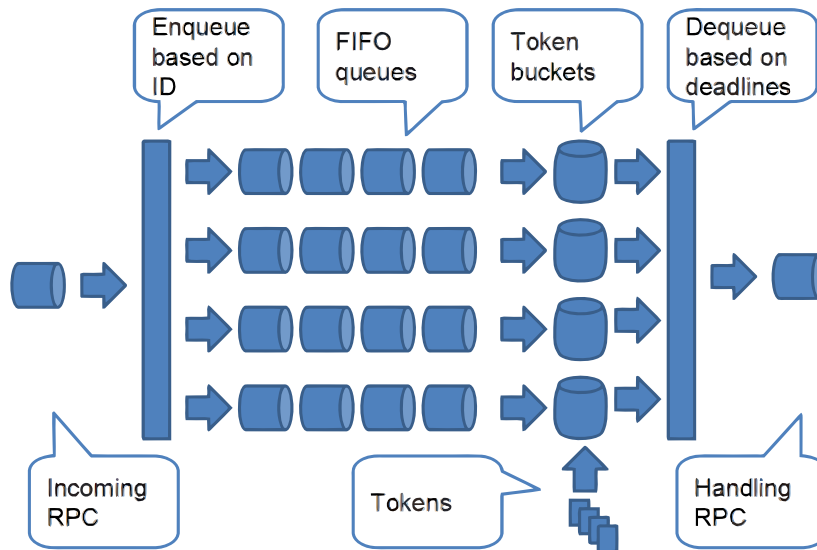 Enqueue
based on
ID
FIFO
queues
Token
buckets
Dequeue
based on
deadlines
Incoming
RPC
Tokens
Handling
RPC